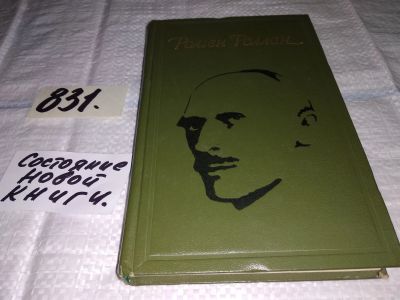 Ромен Роллан
831.
Состояние
новой
книги.